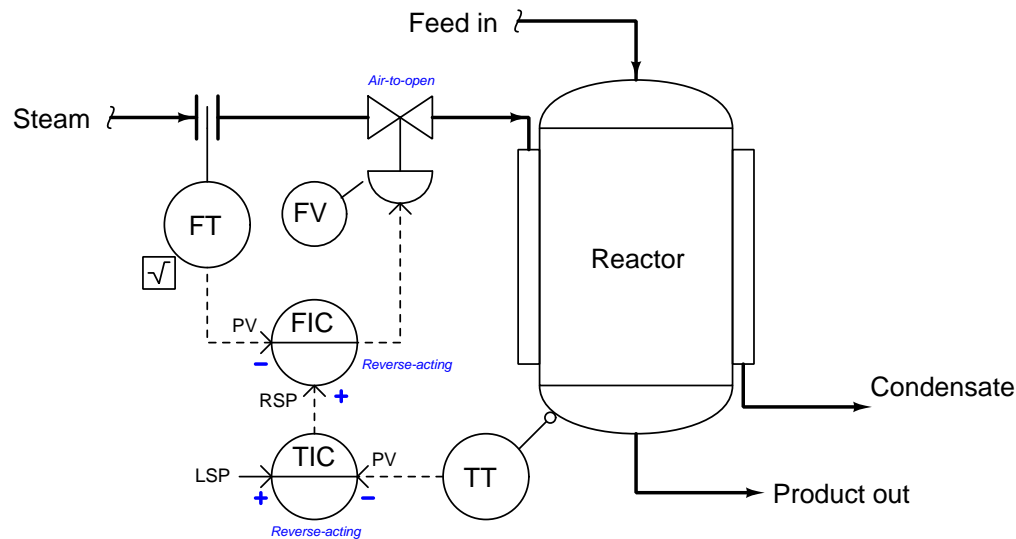 Feed in
Air-to-open
Steam
FT
FV
√
Reactor
PV
FIC
–
Reverse-acting
RSP
+
Condensate
TIC
PV
TT
LSP
+
–
Reverse-acting
Product out